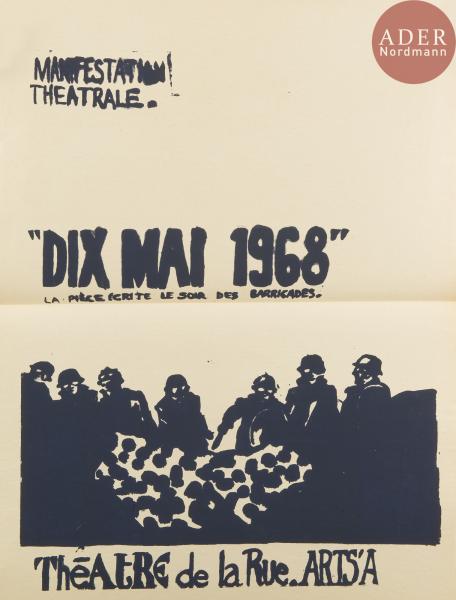 ADER
Nordmann
MANIFESTATION!
THEATRALE.
"DIX MAI 1968"
LA PIÈCE ÉCRITE LE SOIR DES BARRICADES.
ThéATRE de la Rue. ARTS'A